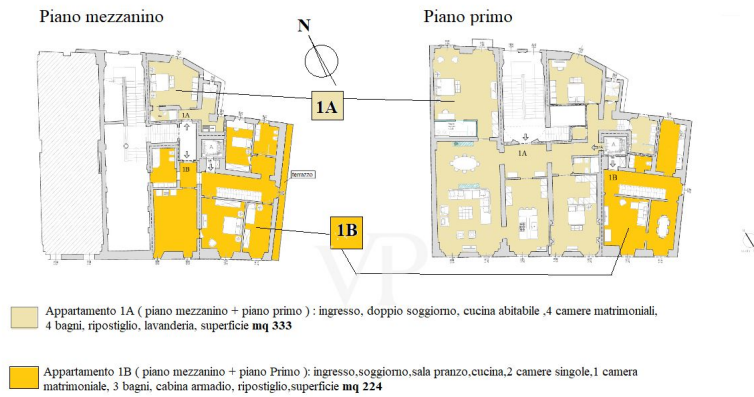 Piano mezzanino
Piano primo
N
1A
1A
1A
1B
terrazzo
1B
1B
A
A
VP
Appartamento 1A ( piano mezzanino + piano primo ) : ingresso, doppio soggiorno, cucina abitabile ,4 camere matrimoniali,
4 bagni, ripostiglio, lavanderia, superficie mq 333
Appartamento 1B ( piano mezzanino + piano Primo ): ingresso,soggiorno,sala pranzo,cucina,2 camere singole,1 camera
matrimoniale, 3 bagni, cabina armadio, ripostiglio,superficie mq 224